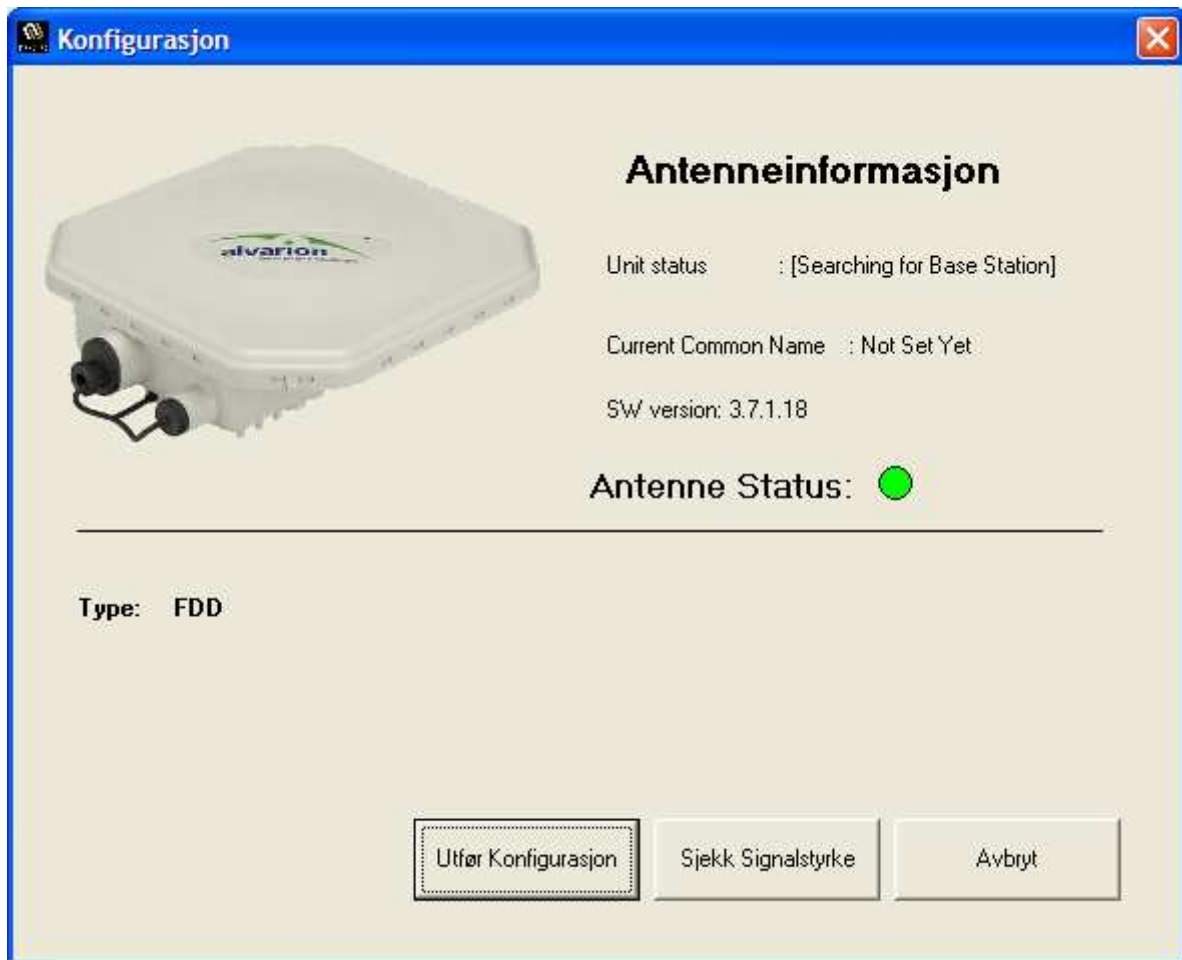 Konfigurasjon
alvarion
Antenneinformasjon
Unit status : [Searching for Base Station]
Current Common Name : Not Set Yet
SW version: 3.7.1.18
Antenne Status:
Type: FDD
Utfør Konfigurasjon
Sjekk Signalstyrke
Avbryt